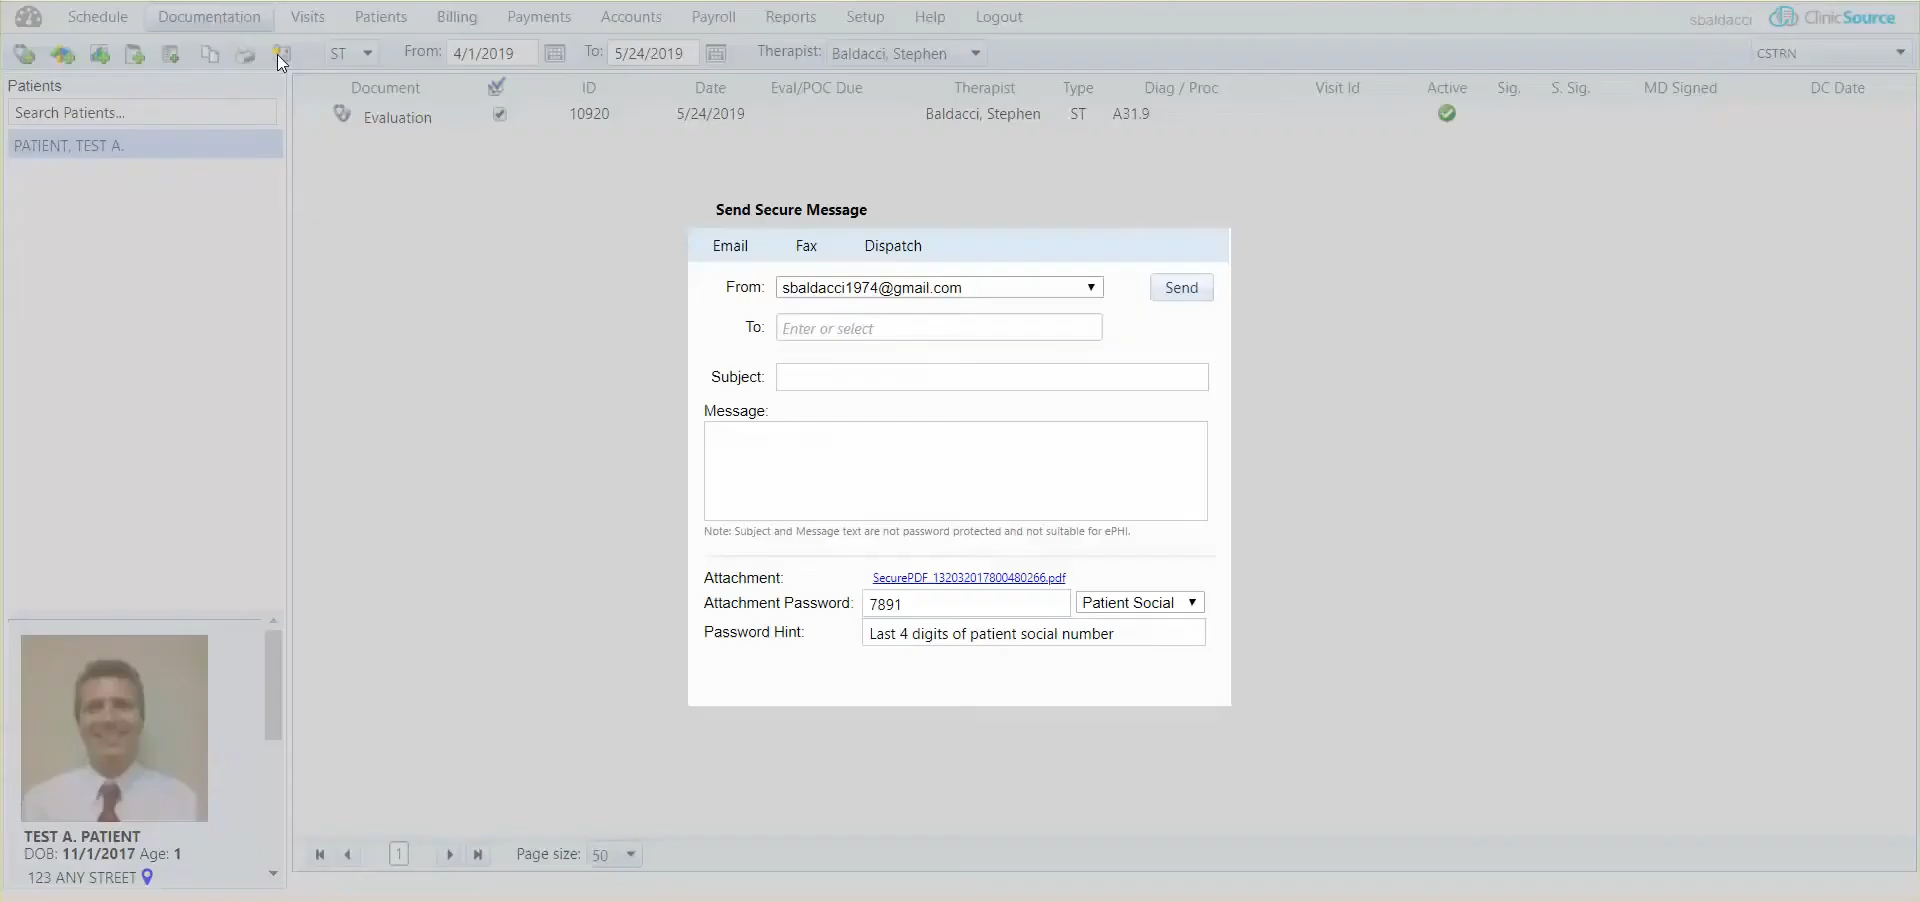 Schedule Documentation Visits Patients Billing Payments Accounts Payroll Reports Setup Help Logout sbaldacci ClinicSource
ST From: 4/1/2019 To: 5/24/2019 Therapist: Baldacci, Stephen CSTRN
Patients
Search Patients...
PATIENT, TEST A.
Document ID Date Eval/POC Due Therapist Type Diag / Proc Visit Id Active Sig. S. Sig. MD Signed DC Date
Evaluation 10920 5/24/2019 Baldacci, Stephen ST A31.9
Send Secure Message
Email Fax Dispatch
From: sbaldacci1974@gmail.com Send
To: Enter or select
Subject:
Message:
Note: Subject and Message text are not password protected and not suitable for ePHI.
Attachment: SecurePDF_132032017800480266.pdf
Attachment Password: 7891 Patient Social
Password Hint: Last 4 digits of patient social number
TEST A. PATIENT
DOB: 11/1/2017 Age: 1
123 ANY STREET
1 Page size: 50